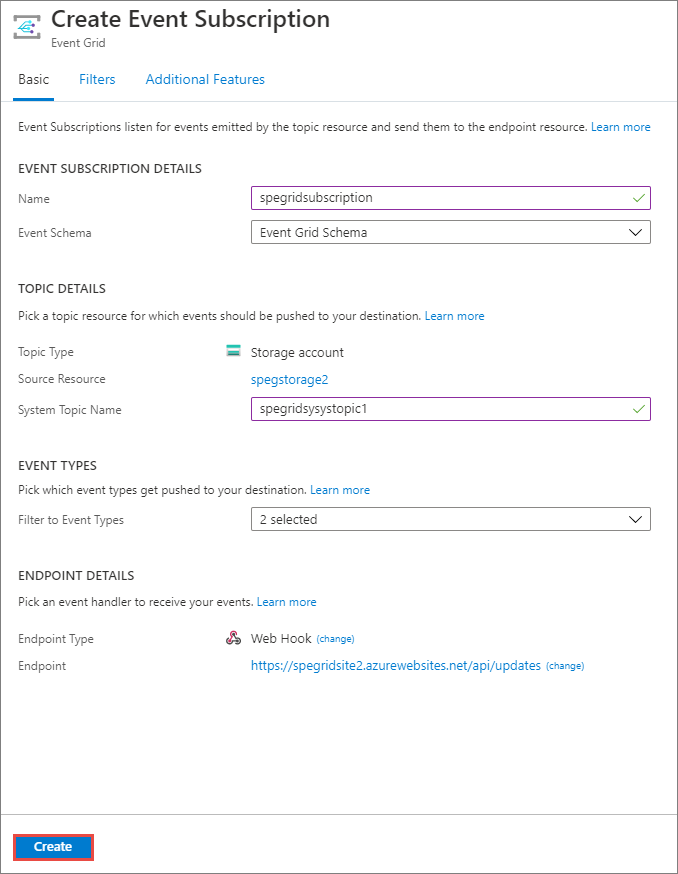 Create Event Subscription
Event Grid
Basic Filters Additional Features
Event Subscriptions listen for events emitted by the topic resource and send them to the endpoint resource. Learn more
EVENT SUBSCRIPTION DETAILS
Name spegridsubscription
Event Schema Event Grid Schema
TOPIC DETAILS
Pick a topic resource for which events should be pushed to your destination. Learn more
Topic Type Storage account
Source Resource spegstorage2
System Topic Name spegridsysystopic1
EVENT TYPES
Pick which event types get pushed to your destination. Learn more
Filter to Event Types 2 selected
ENDPOINT DETAILS
Pick an event handler to receive your events. Learn more
Endpoint Type Web Hook (change)
Endpoint https://spegridsite2.azurewebsites.net/api/updates (change)
Create